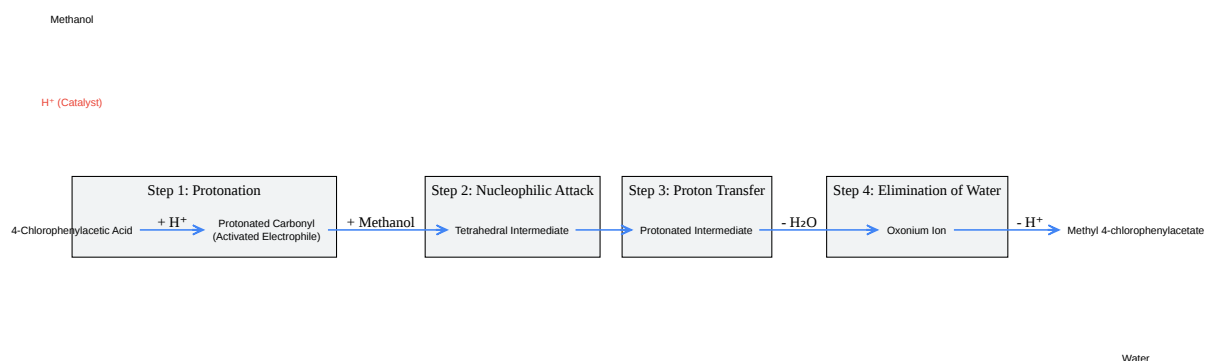 Methanol
H⁺ (Catalyst)
Step 1: Protonation
Step 2: Nucleophilic Attack
Step 3: Proton Transfer
Step 4: Elimination of Water
4-Chlorophenylacetic Acid
+ H⁺
Protonated Carbonyl
(Activated Electrophile)
+ Methanol
Tetrahedral Intermediate
Protonated Intermediate
- H₂O
Oxonium Ion
- H⁺
Methyl 4-chlorophenylacetate
Water